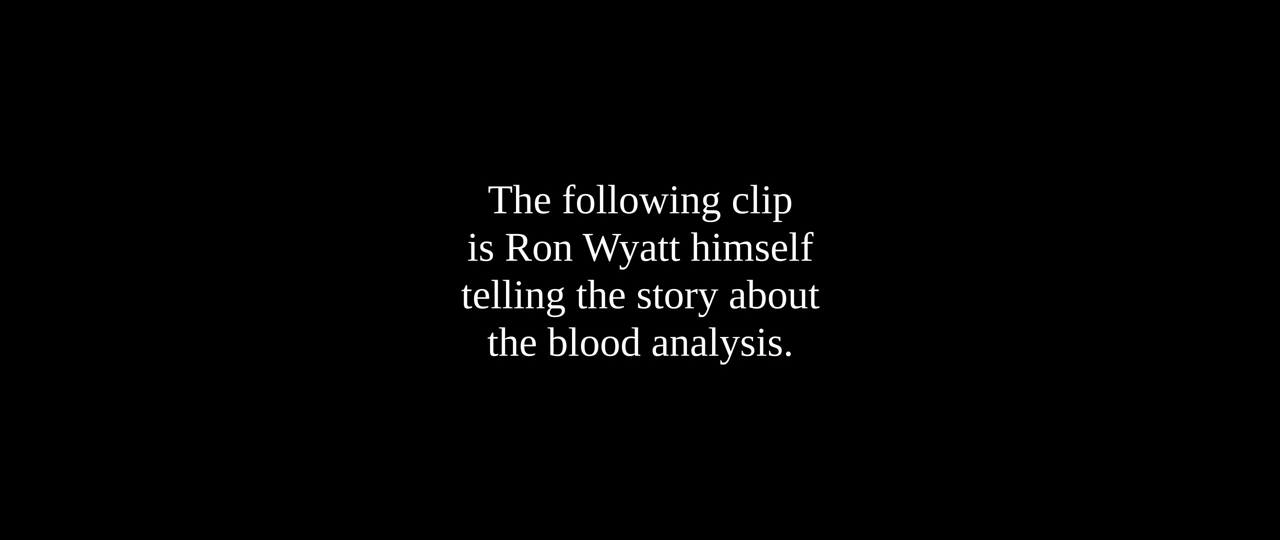 The following clip
is Ron Wyatt himself
telling the story about
the blood analysis.